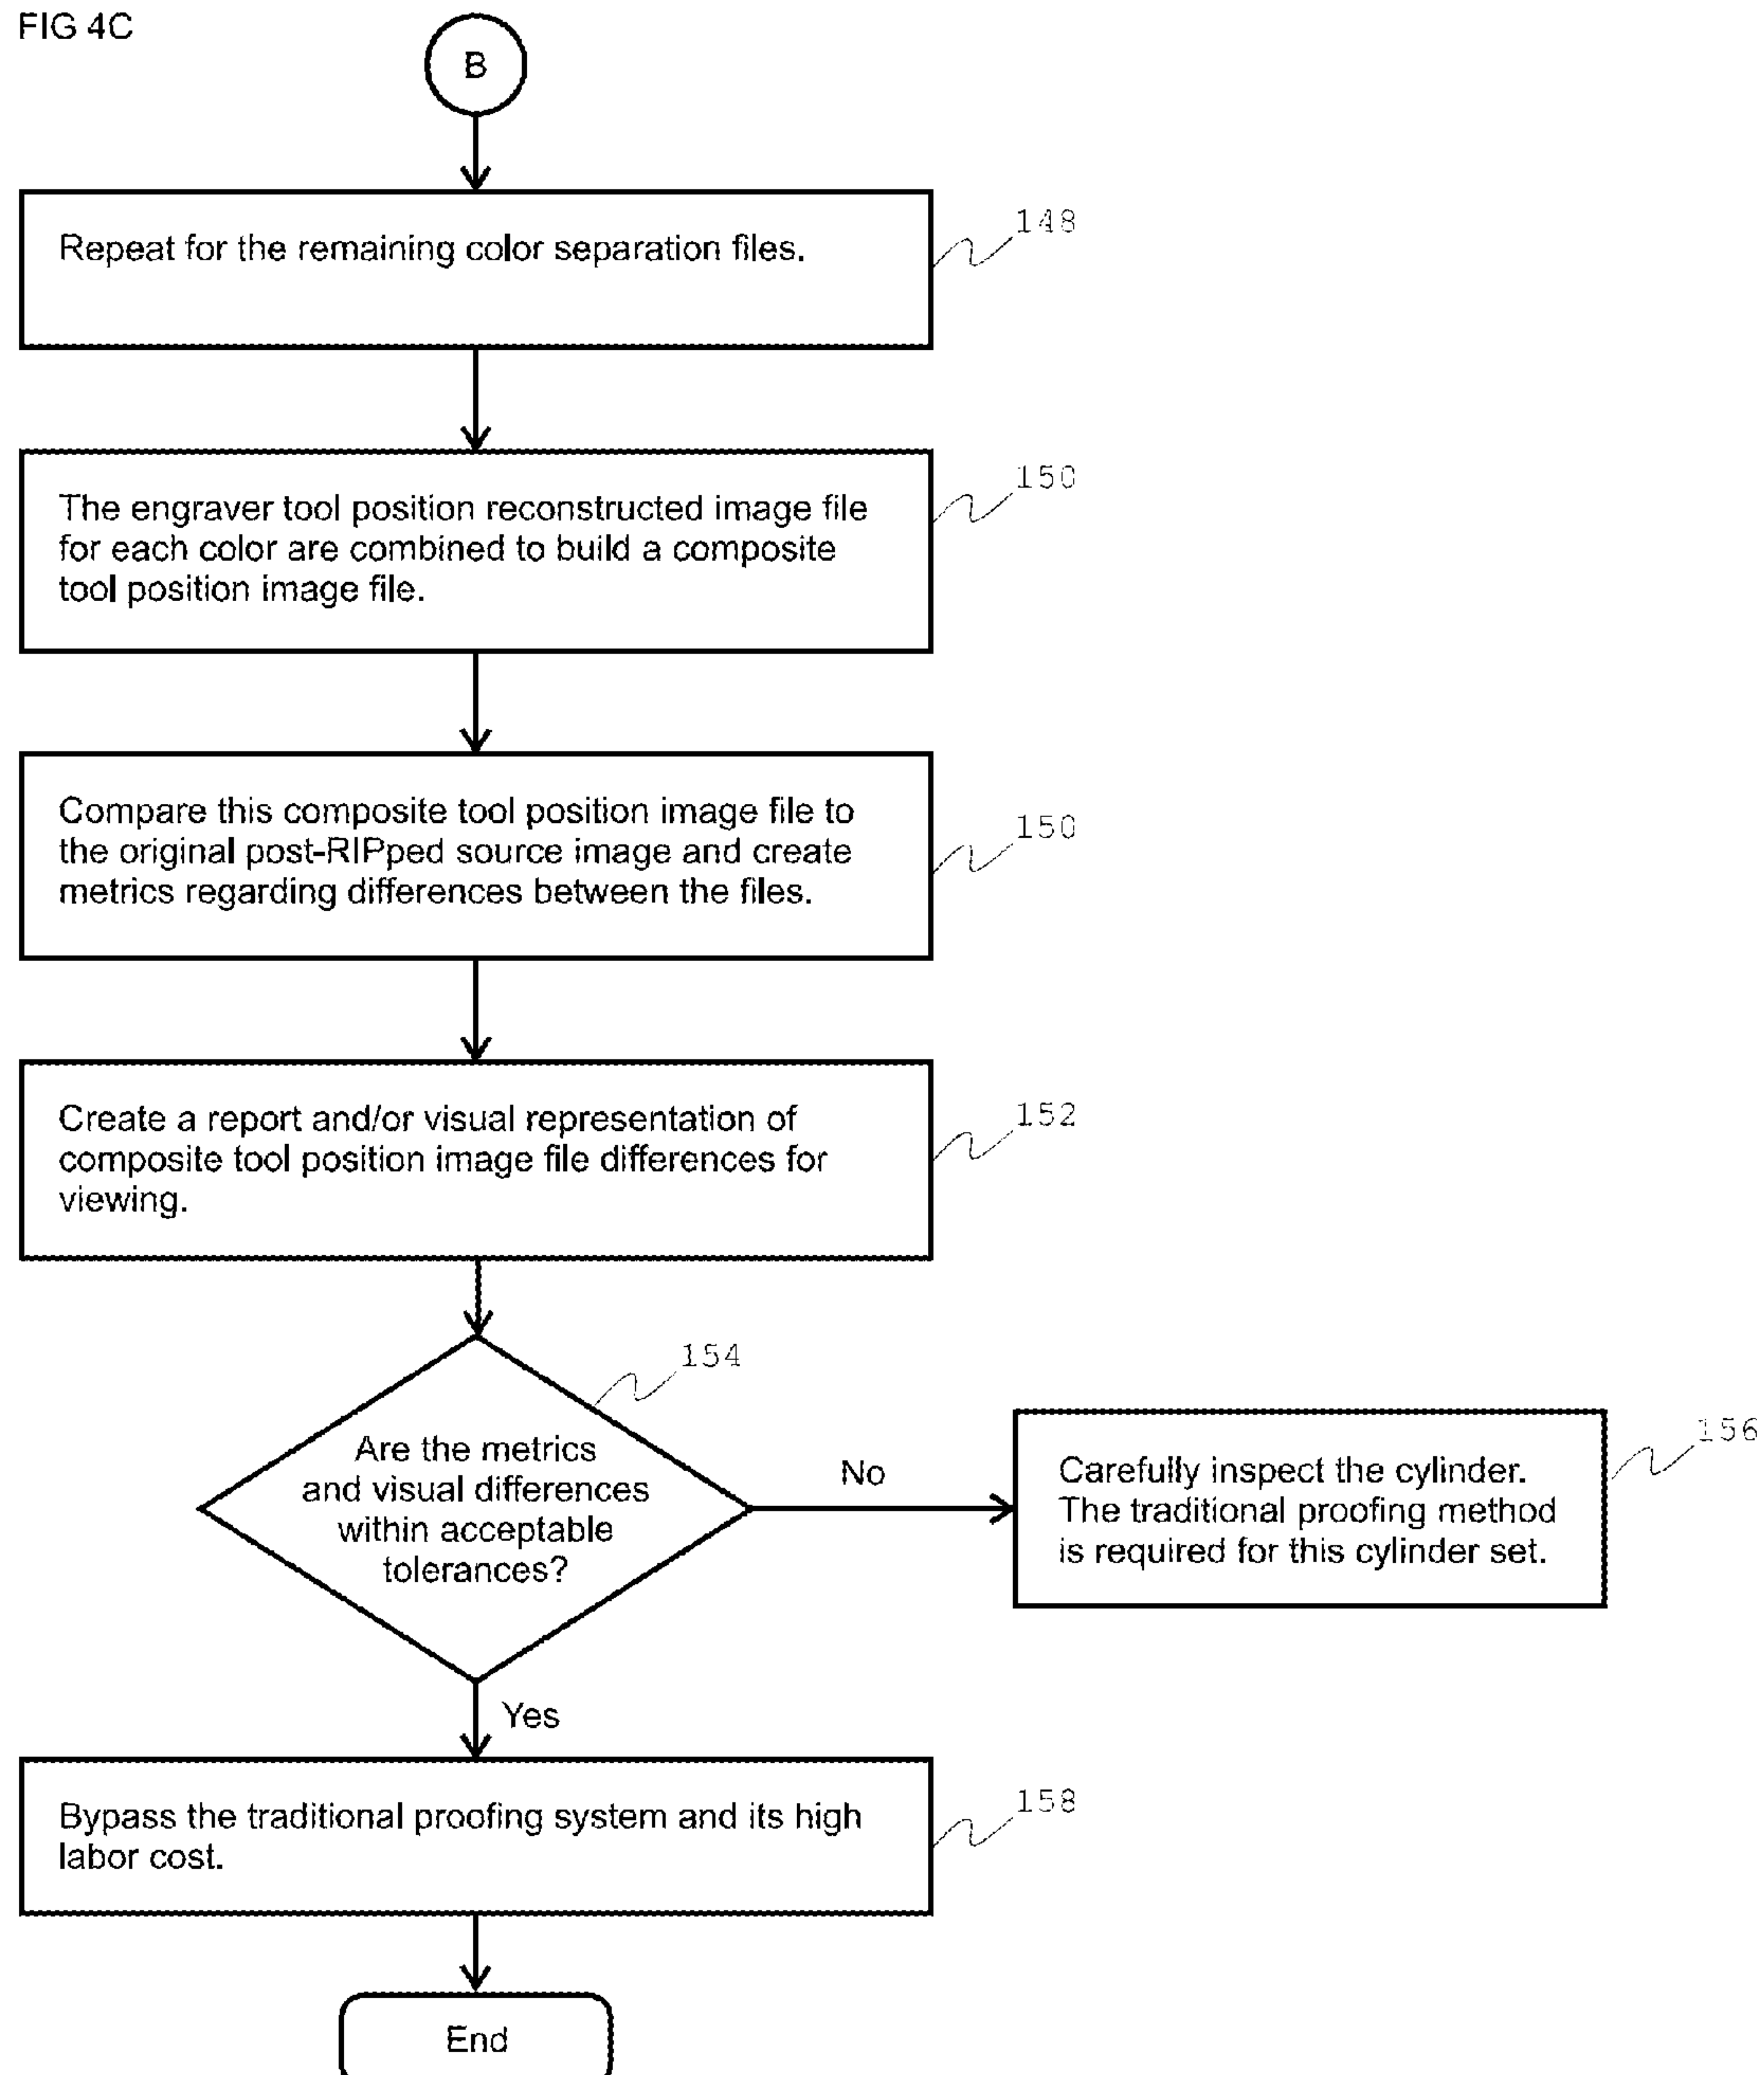 FIG 4C
B
Repeat for the remaining color separation files.
148
The engraver tool position reconstructed image file
for each color are combined to build a composite
tool position image file.
150
Compare this composite tool position image file to
the original post-RIPped source image and create
metrics regarding differences between the files.
150
Create a report and/or visual representation of
composite tool position image file differences for
viewing.
152
154
Are the metrics
and visual differences
within acceptable
tolerances?
No
Carefully inspect the cylinder.
The traditional proofing method
is required for this cylinder set.
156
Yes
Bypass the traditional proofing system and its high
labor cost.
158
End